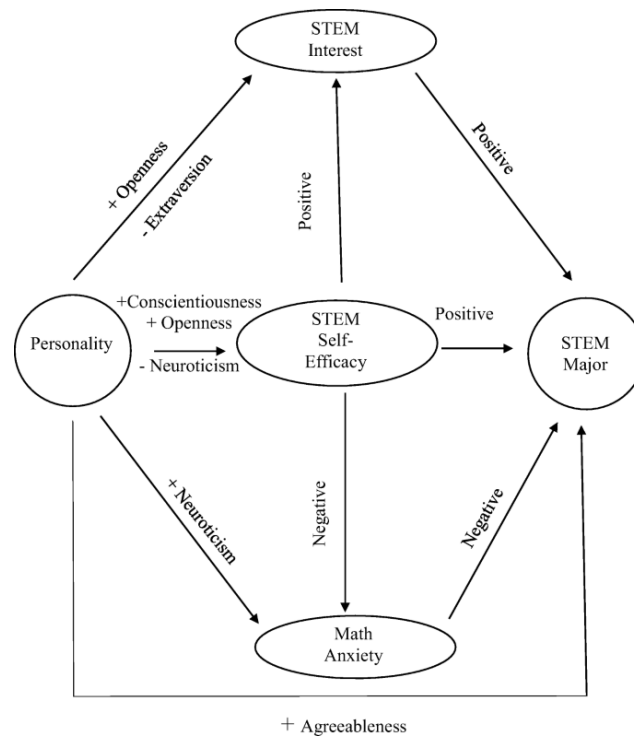 STEM
Interest
+ Openness
- Extraversion
Positive
Positive
Personality
+Conscientiousness
+ Openness
- Neuroticism
STEM
Self-
Efficacy
Positive
STEM
Major
+ Neuroticism
Negative
Negative
Math
Anxiety
+ Agreeableness